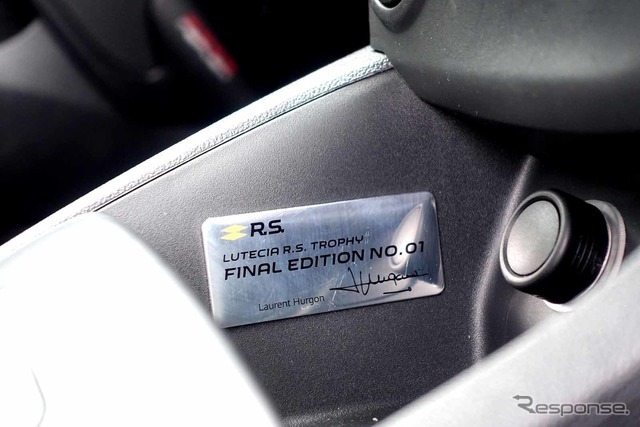 R.S.
LUTECIA R.S. TROPHY
FINAL EDITION NO.01
Laurent Hurgon
Response.